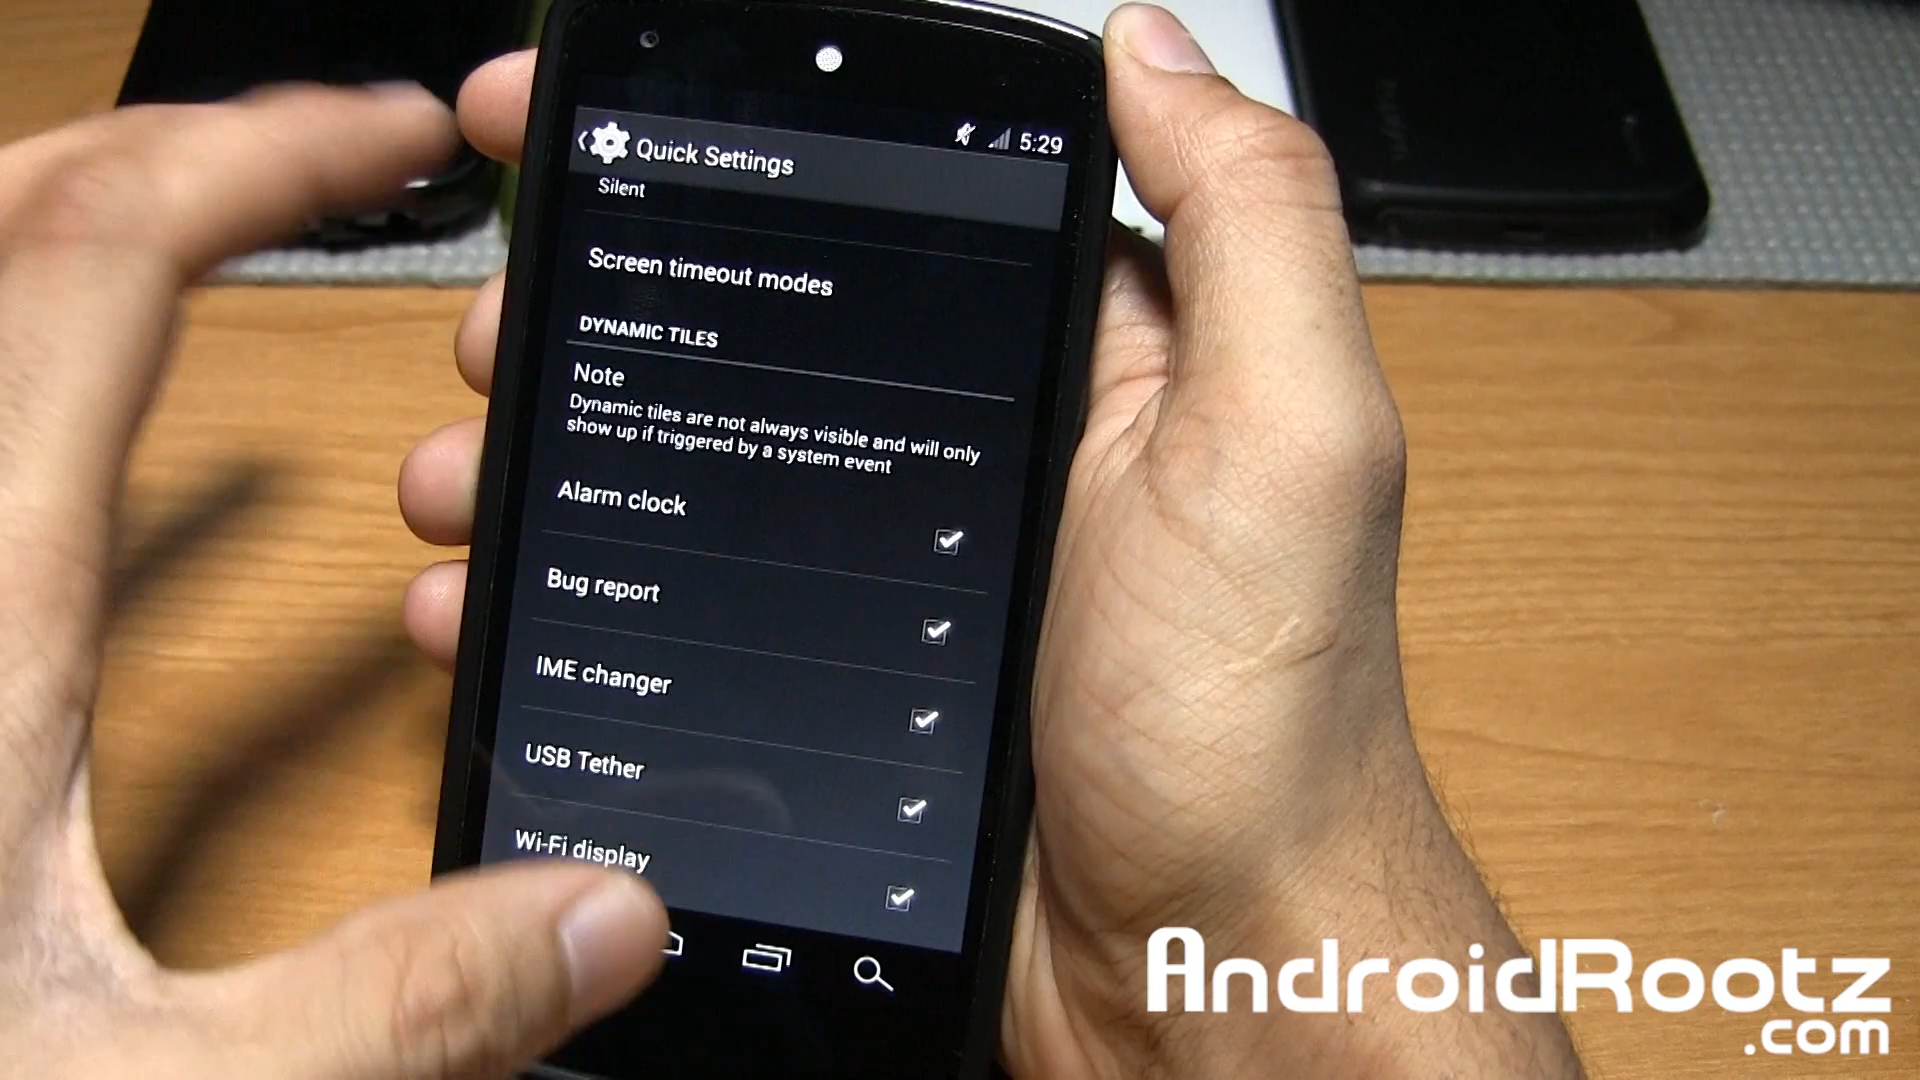 5:29
Quick Settings
Silent
Screen timeout modes
DYNAMIC TILES
Note
Dynamic tiles are not always visible and will only
show up if triggered by a system event
Alarm clock
Bug report
IME changer
USB Tether
Wi-Fi display
AndroidRootz
.com